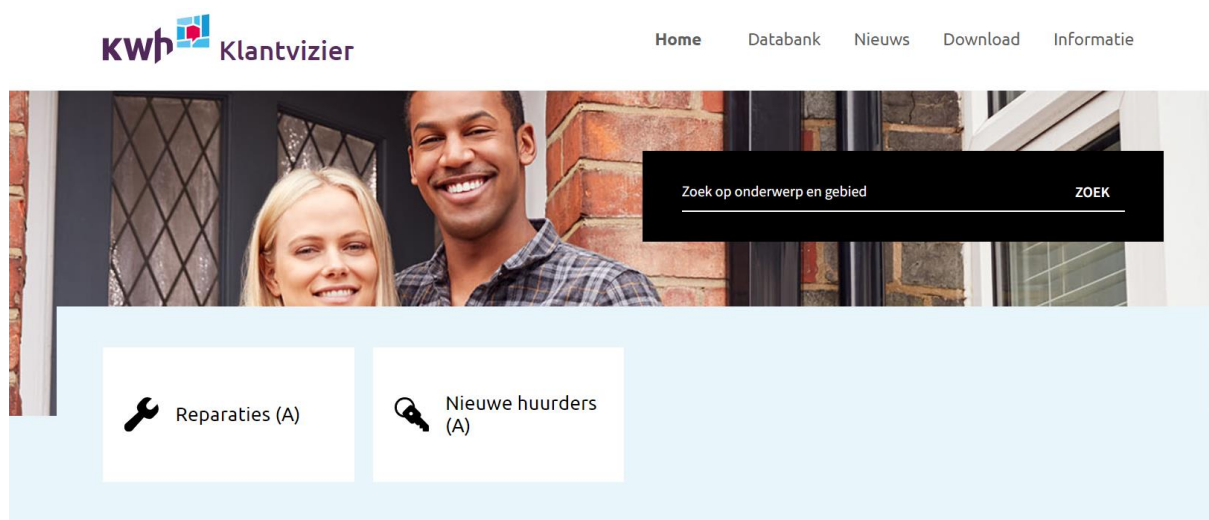 kwh Klantvizier
Home Databank Nieuws Download Informatie
Zoek op onderwerp en gebied ZOEK
Reparaties (A)
Nieuwe huurders
(A)